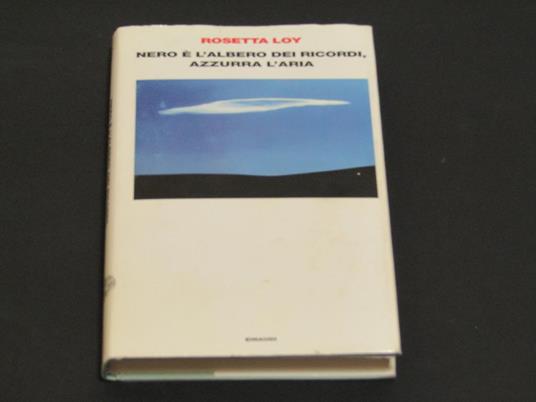 ROSETTA LOY
NERO È L'ALBERO DEI RICORDI,
AZZURRA L'ARIA
EINAUDI